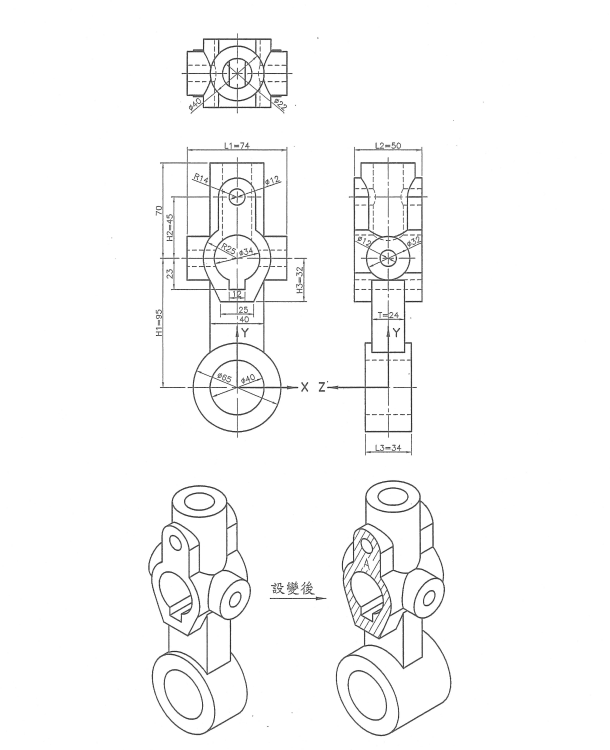 ø40
ø22
L1=74
L2=50
R14
ø12
70
H2=45
R25
ø34
23
H3=32
12
25
40
H1=95
Y
ø65
ø40
X
Z
ø12
ø32
T=24
Y
L3=34
設變後
A